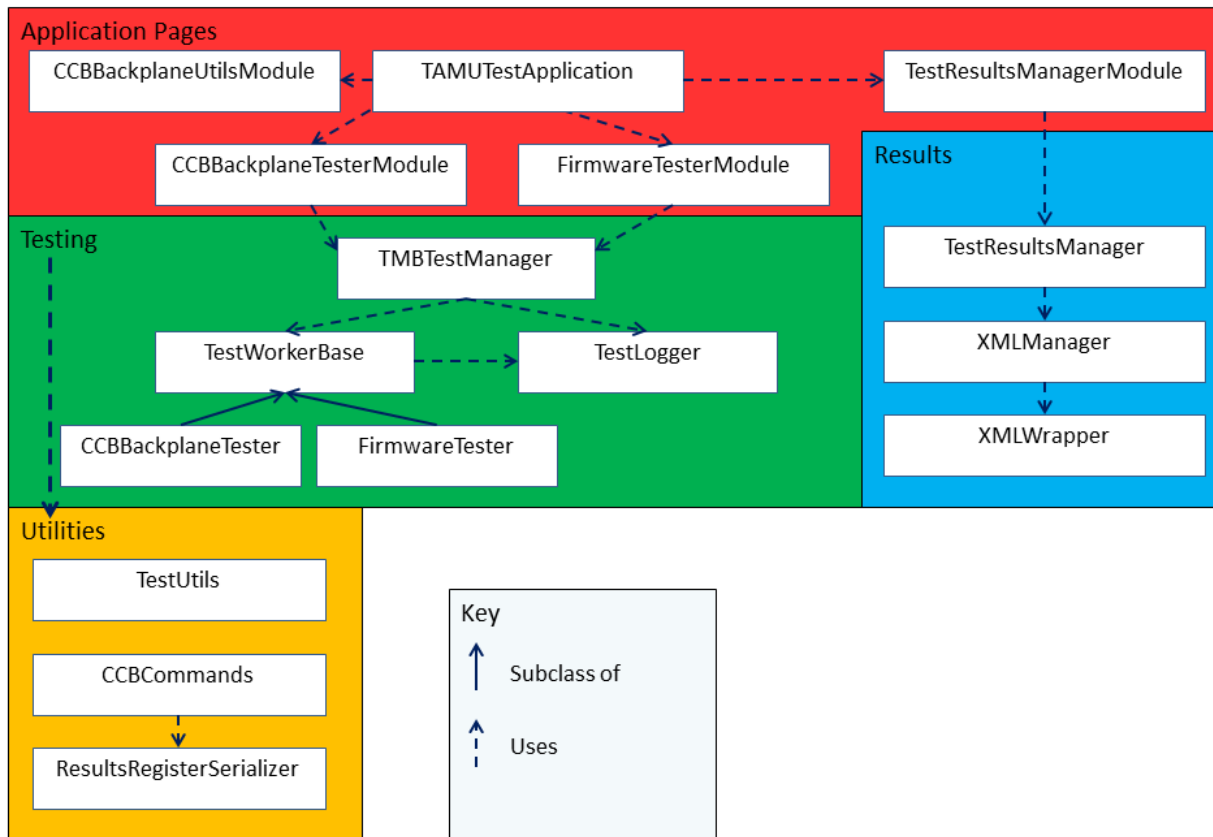 Application Pages
CCBBackplaneUtilsModule
TAMUTestApplication
TestResultsManagerModule
CCBBackplaneTesterModule
FirmwareTesterModule
Results
Testing
TMBTestManager
TestResultsManager
TestWorkerBase
TestLogger
XMLManager
CCBBackplaneTester
FirmwareTester
XMLWrapper
Utilities
TestUtils
CCBCommands
ResultsRegisterSerializer
Key
Subclass of
Uses